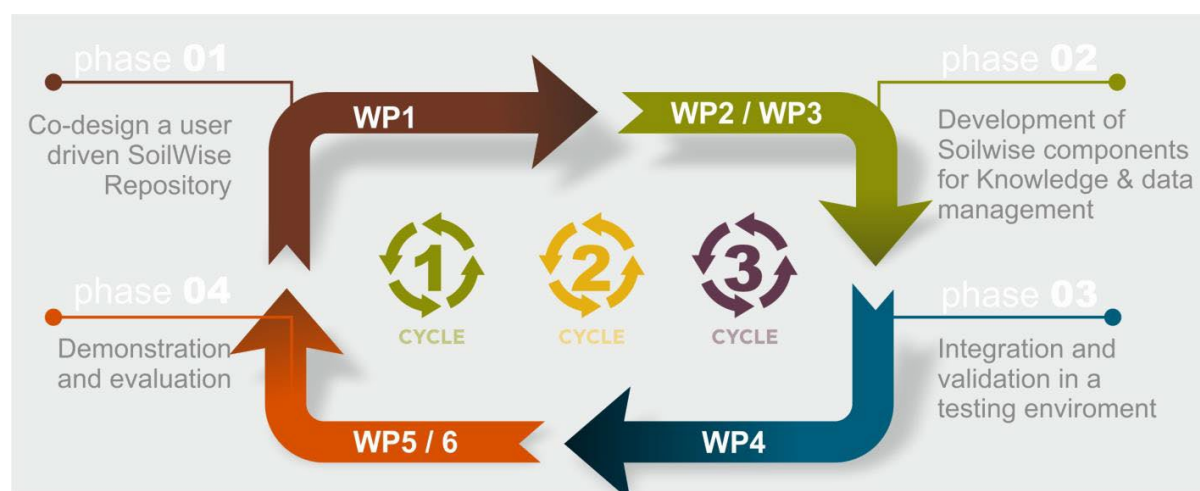 phase 01
Co-design a user
driven SoilWise
Repository
WP1
WP2 / WP3
phase 02
Development of
Soilwise components
for Knowledge & data
management
1
CYCLE
2
CYCLE
3
CYCLE
phase 04
Demonstration
and evaluation
WP5 / 6
WP4
phase 03
Integration and
validation in a
testing enviroment